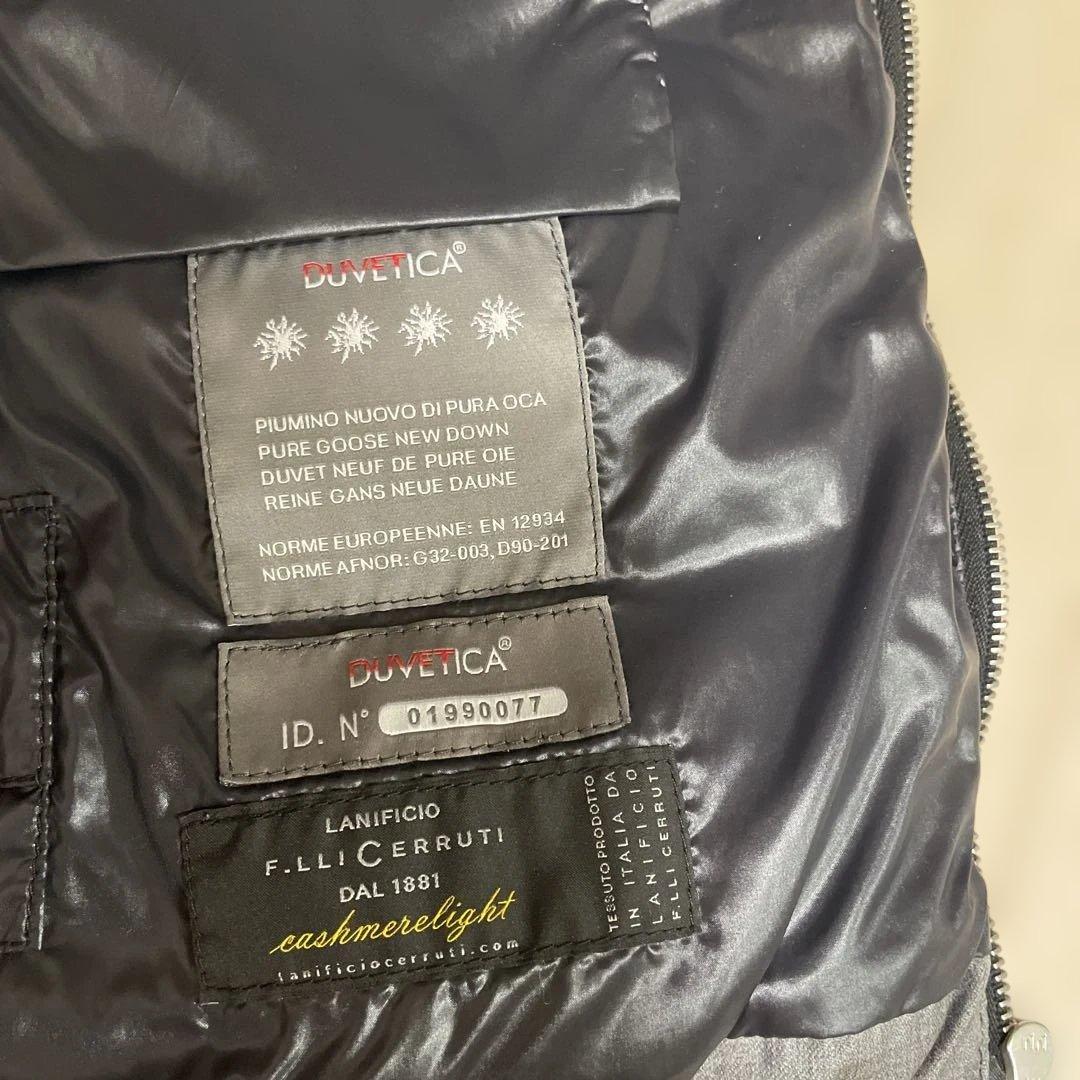 DUVETICA®
PIUMINO NUOVO DI PURA OCA
PURE GOOSE NEW DOWN
DUVET NEUF DE PURE OIE
REINE GANS NEUE DAUNE
NORME EUROPEENNE: EN 12934
NORME AFNOR: G32-003, D90-201
DUVETICA®
ID. N° 01990077
LANIFICIO
F.LLI CERRUTI
DAL 1881
cashmerelight
lanificiocerruti.com
TESSUTO PRODOTTO
IN ITALIA DA
LANIFICIO
F.LLI CERRUTI
riri